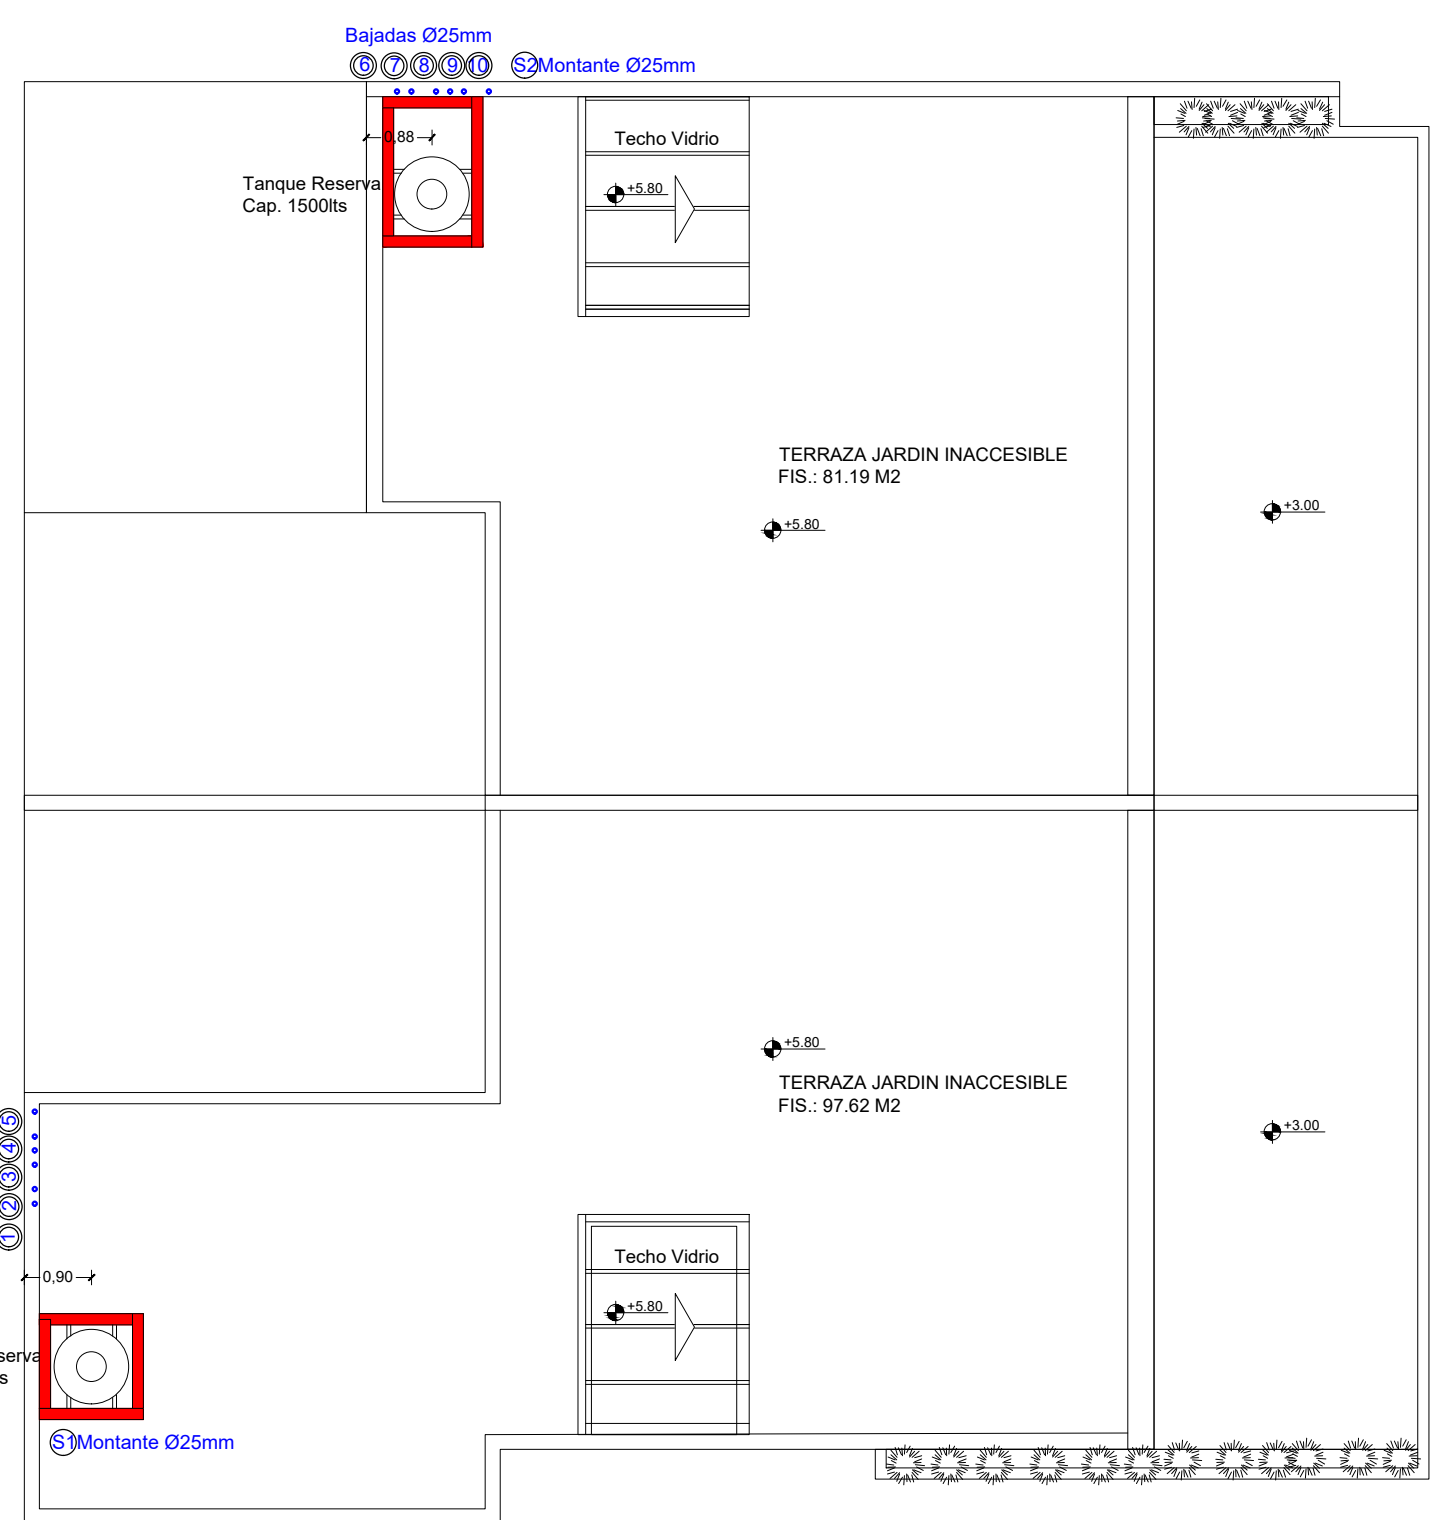 Bajadas Ø25mm
6 7 8 9 10 S2 Montante Ø25mm
0,88
Techo Vidrio
Tanque Reserva
Cap. 1500lts
+5.80
TERRAZA JARDIN INACCESIBLE
FIS.: 81.19 M2
+3.00
+5.80
+5.80
TERRAZA JARDIN INACCESIBLE
FIS.: 97.62 M2
5
4
3
2
1
+3.00
Techo Vidrio
0,90
+5.80
serva
s
S1 Montante Ø25mm